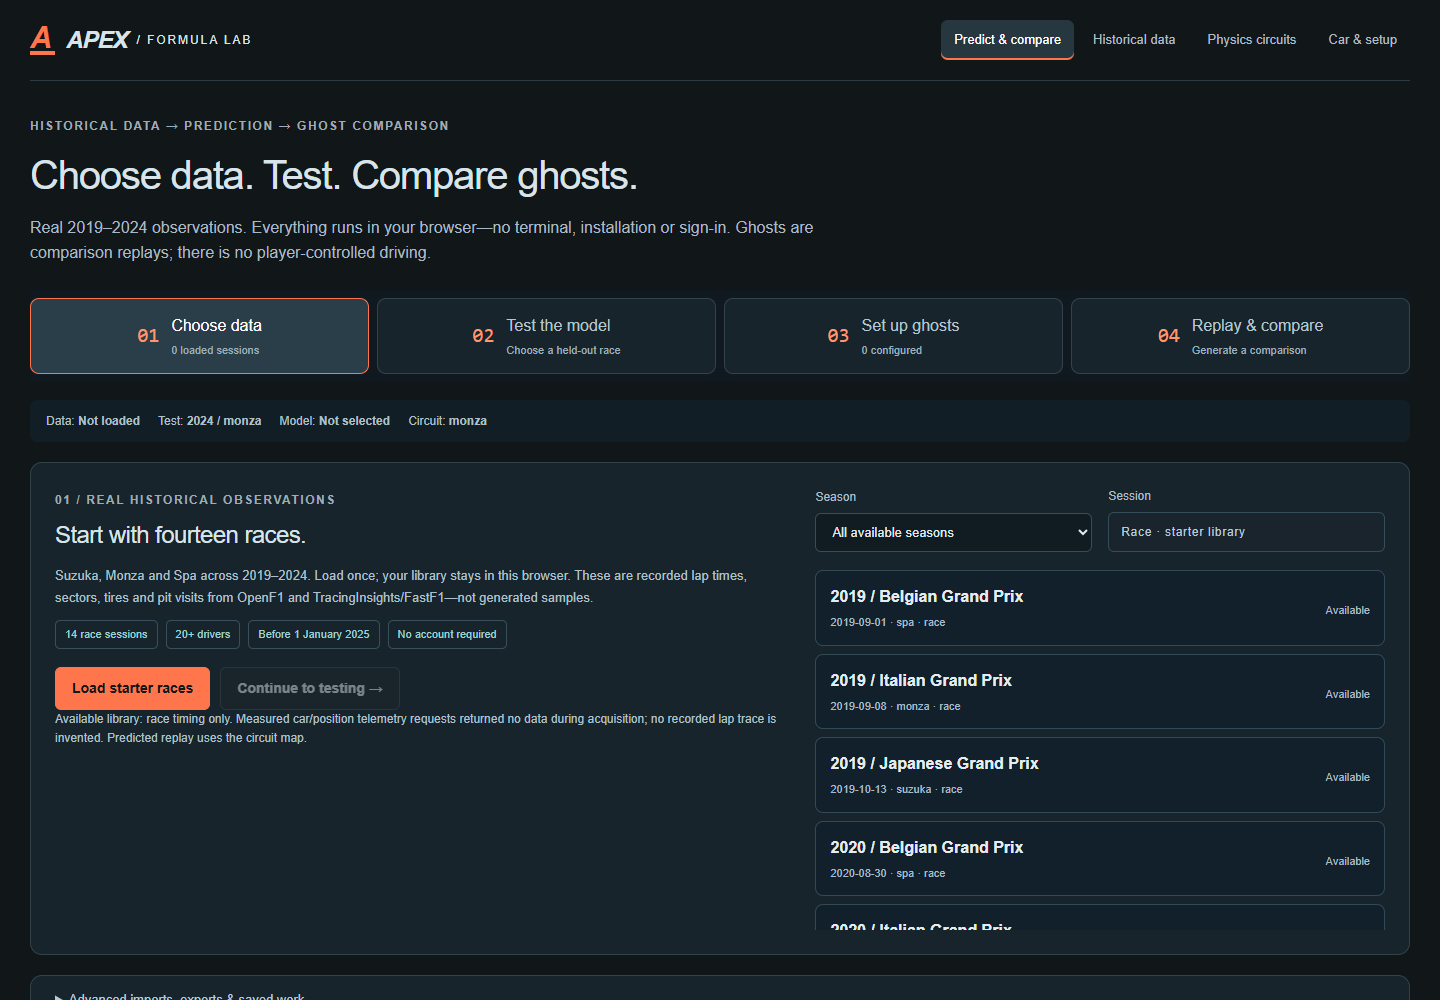 A APEX / FORMULA LAB
Predict & compare
Historical data
Physics circuits
Car & setup
HISTORICAL DATA → PREDICTION → GHOST COMPARISON
Choose data. Test. Compare ghosts.
Real 2019–2024 observations. Everything runs in your browser—no terminal, installation or sign-in. Ghosts are
comparison replays; there is no player-controlled driving.
01
Choose data
0 loaded sessions
02
Test the model
Choose a held-out race
03
Set up ghosts
0 configured
04
Replay & compare
Generate a comparison
Data: Not loaded Test: 2024 / monza Model: Not selected Circuit: monza
01 / REAL HISTORICAL OBSERVATIONS
Start with fourteen races.
Suzuka, Monza and Spa across 2019–2024. Load once; your library stays in this browser. These are recorded lap times,
sectors, tires and pit visits from OpenF1 and TracingInsights/FastF1—not generated samples.
14 race sessions
20+ drivers
Before 1 January 2025
No account required
Load starter races
Continue to testing →
Available library: race timing only. Measured car/position telemetry requests returned no data during acquisition; no recorded lap trace is
invented. Predicted replay uses the circuit map.
Season
All available seasons
Session
Race · starter library
2019 / Belgian Grand Prix
2019-09-01 · spa · race
Available
2019 / Italian Grand Prix
2019-09-08 · monza · race
Available
2019 / Japanese Grand Prix
2019-10-13 · suzuka · race
Available
2020 / Belgian Grand Prix
2020-08-30 · spa · race
Available
2020 / Italian Grand Prix
▶ Advanced imports, exports & saved work